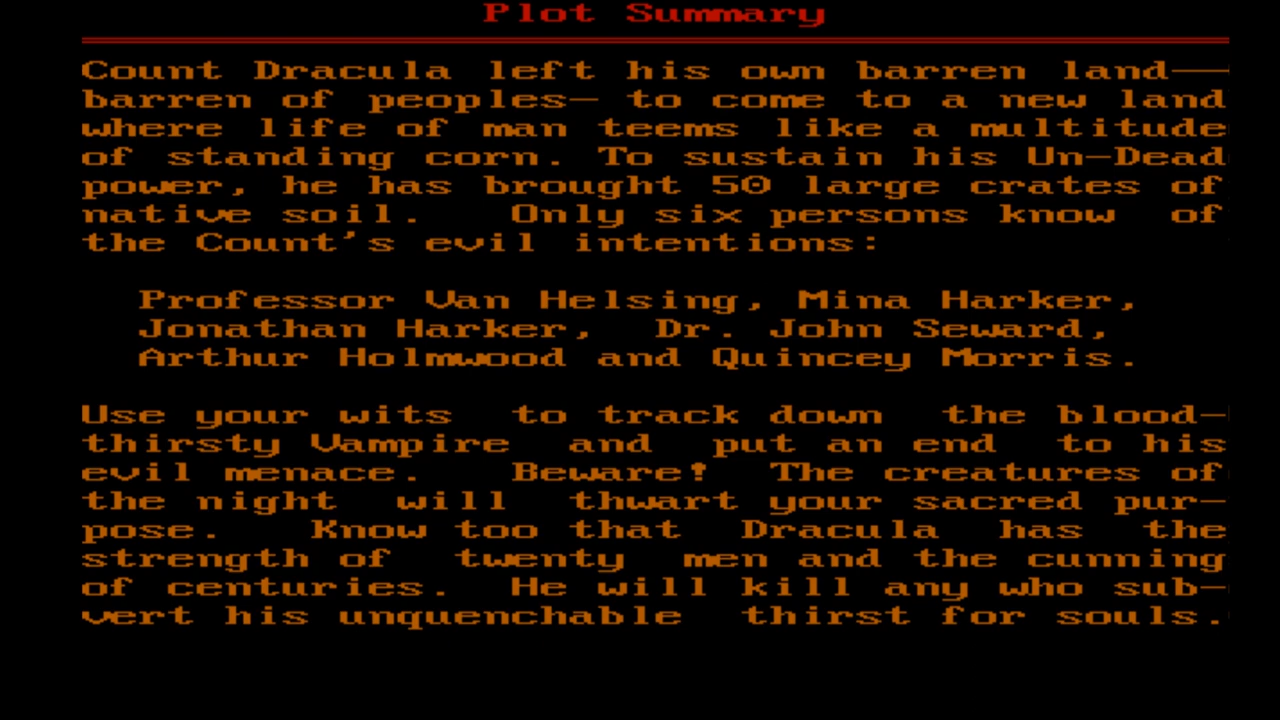 Plot Summary
Count Dracula left his own barren land——
barren of peoples— to come to a new land
where life of man teems like a multitude
of standing corn. To sustain his Un-Dead
power, he has brought 50 large crates of
native soil. Only six persons know of
the Count's evil intentions:
Professor Van Helsing, Mina Harker,
Jonathan Harker, Dr. John Seward,
Arthur Holmwood and Quincey Morris.
Use your wits to track down the blood-
thirsty Vampire and put an end to his
evil menace. Beware! The creatures of
the night will thwart your sacred pur-
pose. Know too that Dracula has the
strength of twenty men and the cunning
of centuries. He will kill any who sub-
vert his unquenchable thirst for souls.